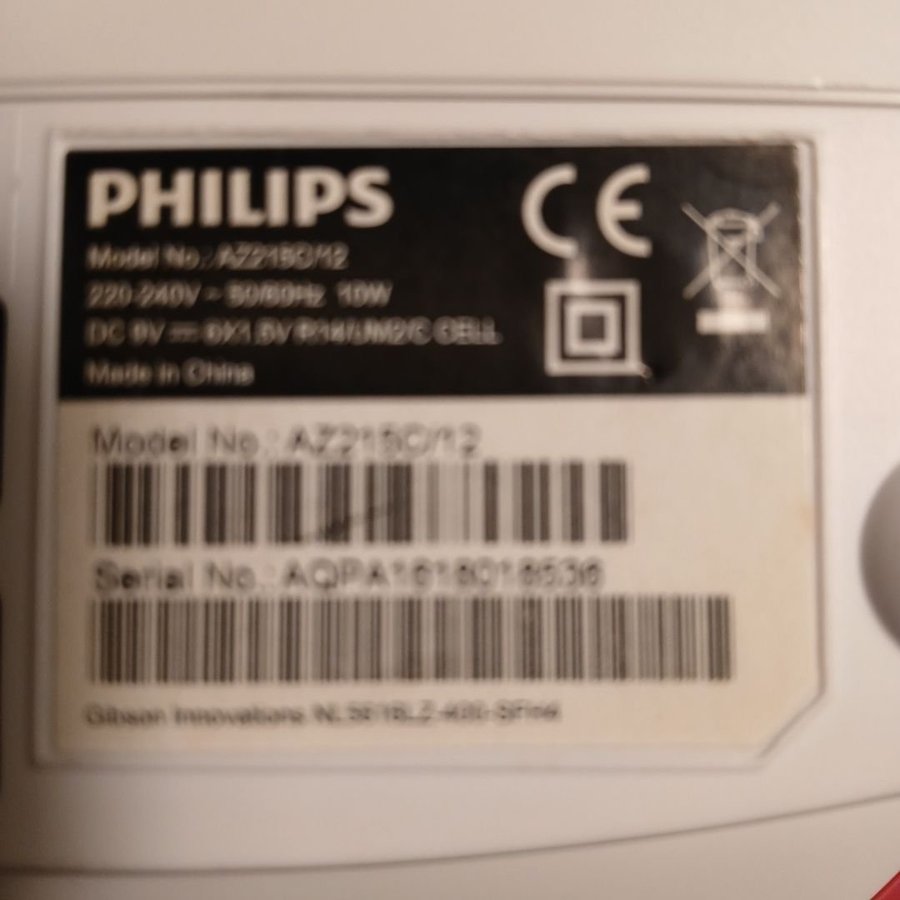 PHILIPS
CE
Model No.: AZ215C/12
220-240V ~ 50/60Hz 10W
DC 9V 6X1.5V R14/UM2/C CELL
Made in China
Model No.: AZ215C/12
Serial No.:
Gibson Innovations